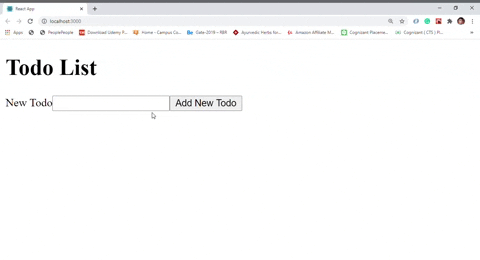 React App
localhost:3000
Apps
PeoplePeople
Download Udemy P...
Home - Campus Co...
Gate-2019 – RBR
Ayurvedic Herbs for...
Amazon Affiliate M...
Cognizant Placeme...
Cognizant ( CTS ) Pl...
Todo List
New Todo Add New Todo